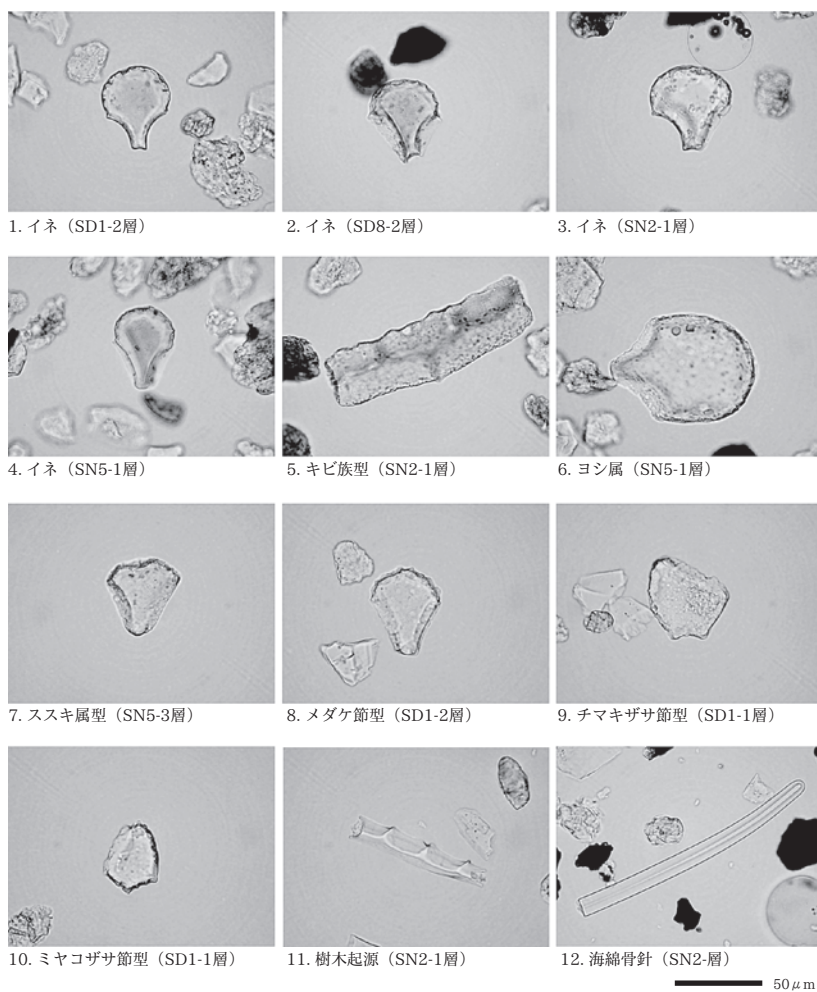 1. イネ（SD1-2層）
2. イネ（SD8-2層）
3. イネ（SN2-1層）
4. イネ（SN5-1層）
5. キビ族型（SN2-1層）
6. ヨシ属（SN5-1層）
7. ススキ属型（SN5-3層）
8. メダケ節型（SD1-2層）
9. チマキザサ節型（SD1-1層）
10. ミヤコザサ節型（SD1-1層）
11. 樹木起源（SN2-1層）
12. 海綿骨針（SN2-層）
50μm